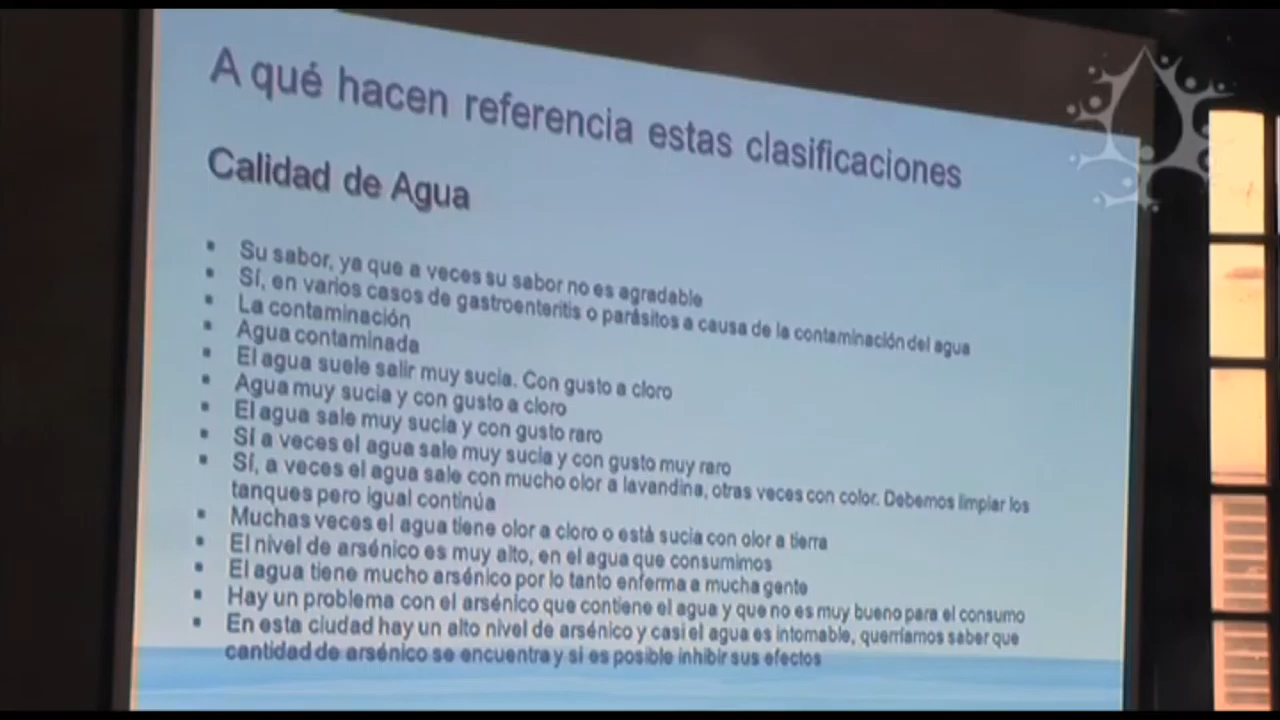 A qué hacen referencia estas clasificaciones
Calidad de Agua
• Su sabor, ya que a veces su sabor no es agradable
• Sí, en varios casos de gastroenteritis o parásitos a causa de la contaminación del agua
• La contaminación
• Agua contaminada
• El agua suele salir muy sucia. Con gusto a cloro
• Agua muy sucia y con gusto a cloro
• El agua sale muy sucia y con gusto raro
• Sí a veces el agua sale muy sucia y con gusto muy raro
• Sí, a veces el agua sale con mucho olor a lavandina, otras veces con color. Debemos limpiar los
tanques pero igual continúa
• Muchas veces el agua tiene olor a cloro o está sucia con olor a tierra
• El nivel de arsénico es muy alto, en el agua que consumimos
• El agua tiene mucho arsénico por lo tanto enferma a mucha gente
• Hay un problema con el arsénico que contiene el agua y que no es muy bueno para el consumo
• En esta ciudad hay un alto nivel de arsénico y casi el agua es intomable, querríamos saber que
cantidad de arsénico se encuentra y si es posible inhibir sus efectos